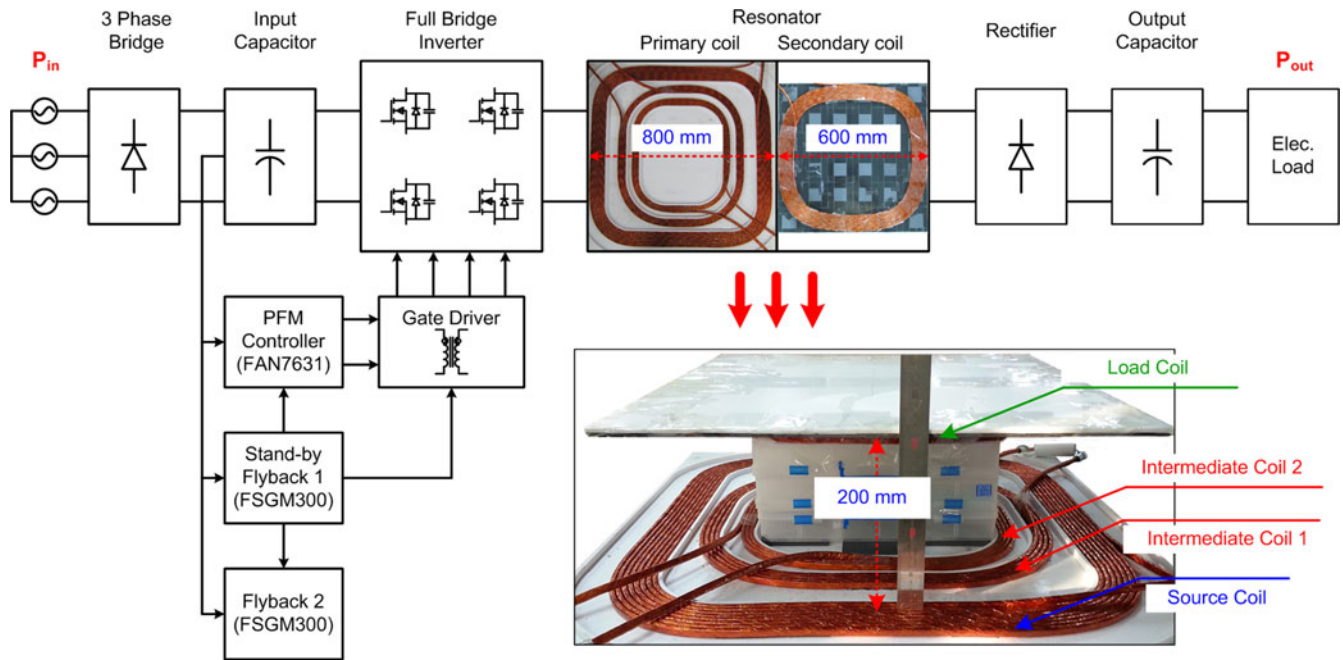 3 Phase
Bridge
Input
Capacitor
Full Bridge
Inverter
Resonator
Primary coil
Secondary coil
Rectifier
Output
Capacitor
Pin
Pout
800 mm
600 mm
Elec.
Load
PFM
Controller
(FAN7631)
Gate Driver
Stand-by
Flyback 1
(FSGM300)
Flyback 2
(FSGM300)
Load Coil
Intermediate Coil 2
200 mm
Intermediate Coil 1
Source Coil